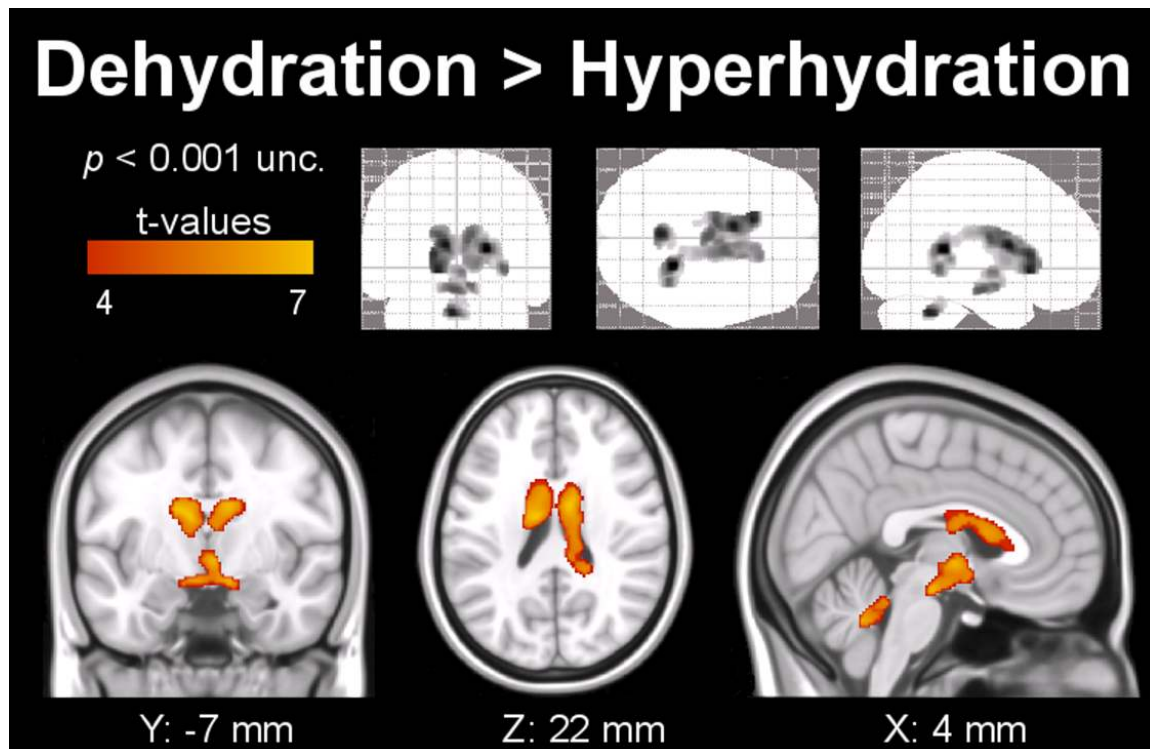 Dehydration > Hyperhydration
p < 0.001 unc.
t-values
4 7
Y: -7 mm Z: 22 mm X: 4 mm